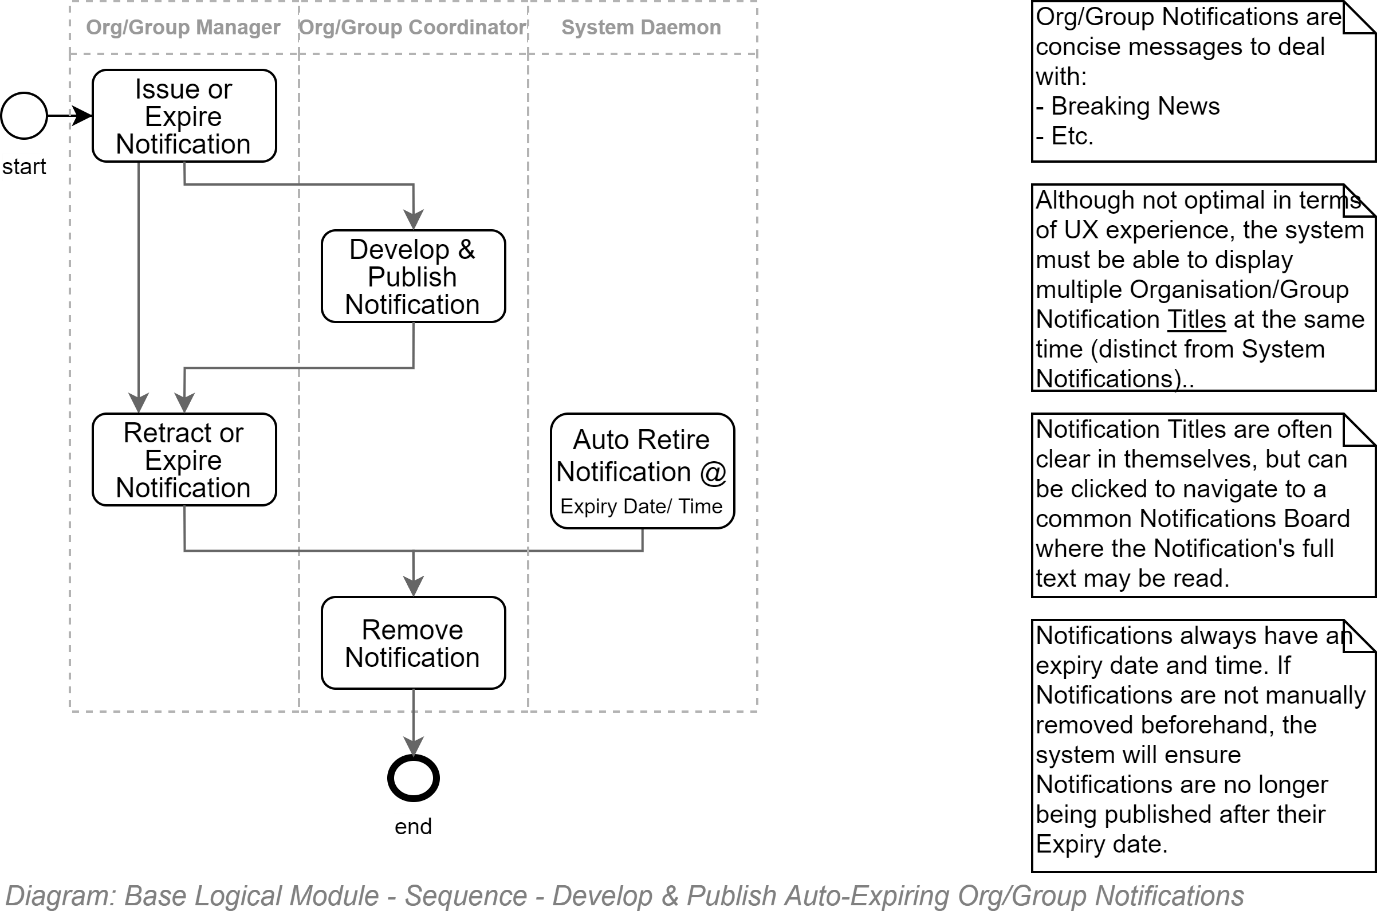 Org/Group Manager
Org/Group Coordinator
System Daemon
start
Issue or
Expire
Notification
Develop &
Publish
Notification
Retract or
Expire
Notification
Auto Retire
Notification @
Expiry Date/ Time
Remove
Notification
end
Org/Group Notifications are
concise messages to deal
with:
- Breaking News
- Etc.
Although not optimal in terms
of UX experience, the system
must be able to display
multiple Organisation/Group
Notification Titles at the same
time (distinct from System
Notifications)..
Notification Titles are often
clear in themselves, but can
be clicked to navigate to a
common Notifications Board
where the Notification's full
text may be read.
Notifications always have an
expiry date and time. If
Notifications are not manually
removed beforehand, the
system will ensure
Notifications are no longer
being published after their
Expiry date.
Diagram: Base Logical Module - Sequence - Develop & Publish Auto-Expiring Org/Group Notifications